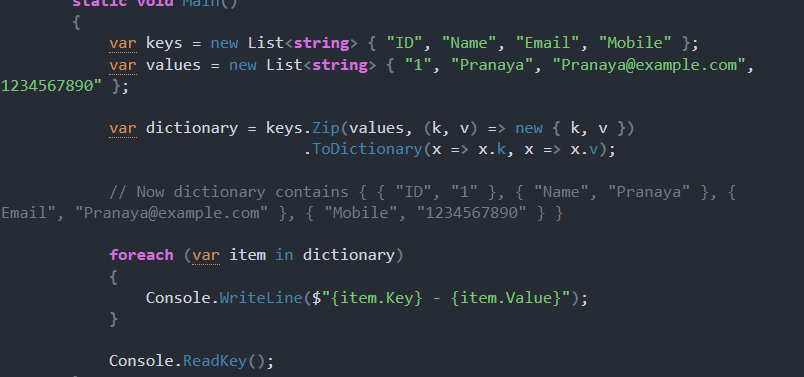 static void Main()
{
var keys = new List<string> { "ID", "Name", "Email", "Mobile" };
var values = new List<string> { "1", "Pranaya", "Pranaya@example.com",
1234567890" };
var dictionary = keys.Zip(values, (k, v) => new { k, v })
.ToDictionary(x => x.k, x => x.v);
// Now dictionary contains { { "ID", "1" }, { "Name", "Pranaya" }, {
Email", "Pranaya@example.com" }, { "Mobile", "1234567890" } }
foreach (var item in dictionary)
{
Console.WriteLine($"{item.Key} - {item.Value}");
}
Console.ReadKey();